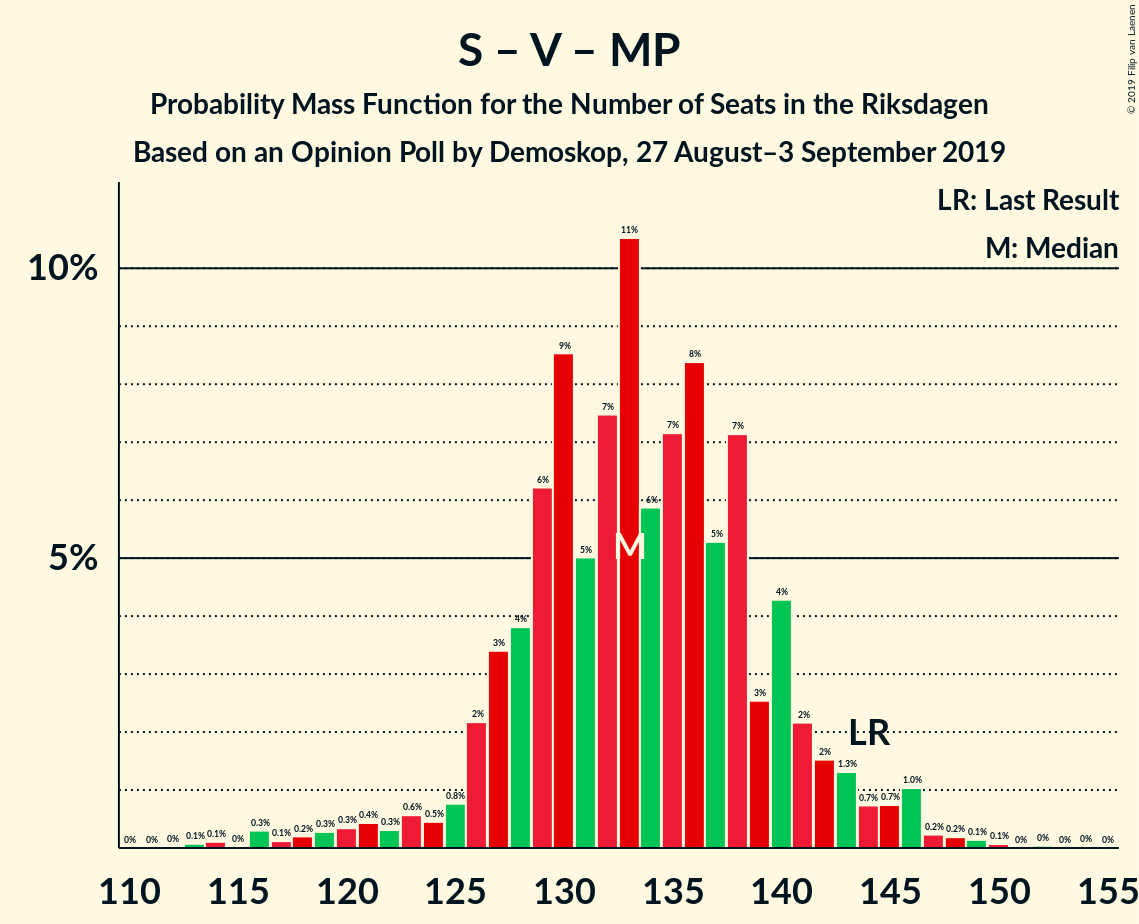 S – V – MP
Probability Mass Function for the Number of Seats in the Riksdagen
Based on an Opinion Poll by Demoskop, 27 August–3 September 2019
© 2019 Filip van Laenen
LR: Last Result
M: Median
10%
5%
0% 0% 0% 0.1% 0.1% 0% 0.3% 0.1% 0.2% 0.3% 0.3% 0.4% 0.3% 0.6% 0.5% 0.8% 2% 3% 4% 6% 9% 5% 7% 11% 6% 7% 8% 5% 7% 3% 4% 2% 2% 1.3% 0.7% 0.7% 1.0% 0.2% 0.2% 0.1% 0.1% 0% 0% 0% 0% 0%
M
LR
110 115 120 125 130 135 140 145 150 155